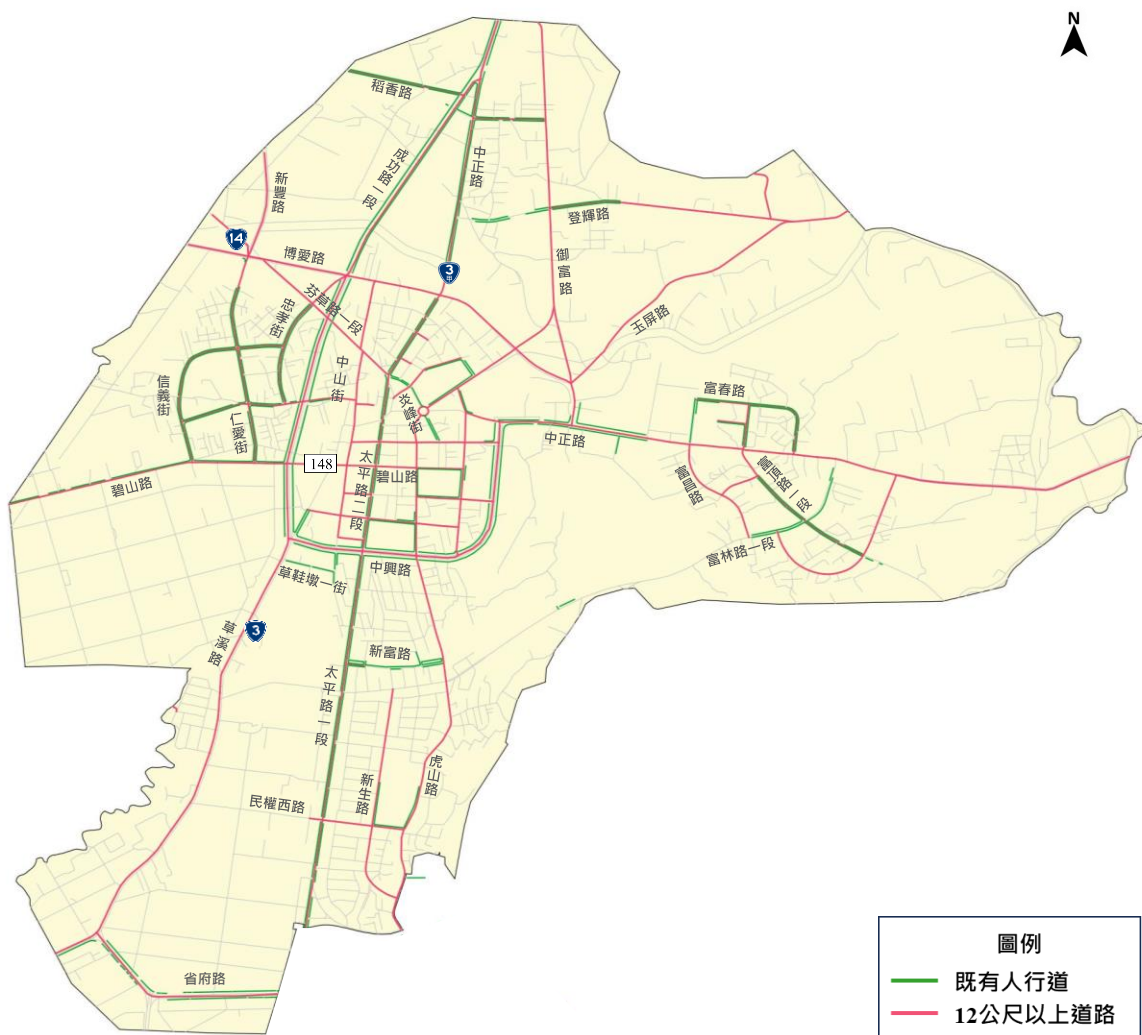 N
稻香路
成功路一段
中正路
新豐路
14
登輝路
博愛路
3
甲
御富路
忠孝街
芬草路一段
玉屏路
中山街
信義街
富春路
炎峰街
仁愛街
中正路
148
太平路二段
碧山路
碧山路
富昌路
富貴路一段
富林路一段
中興路
草鞋墩一街
3
草溪路
新富路
太平路一段
虎山路
新生路
民權西路
省府路
圖例
既有人行道
12公尺以上道路